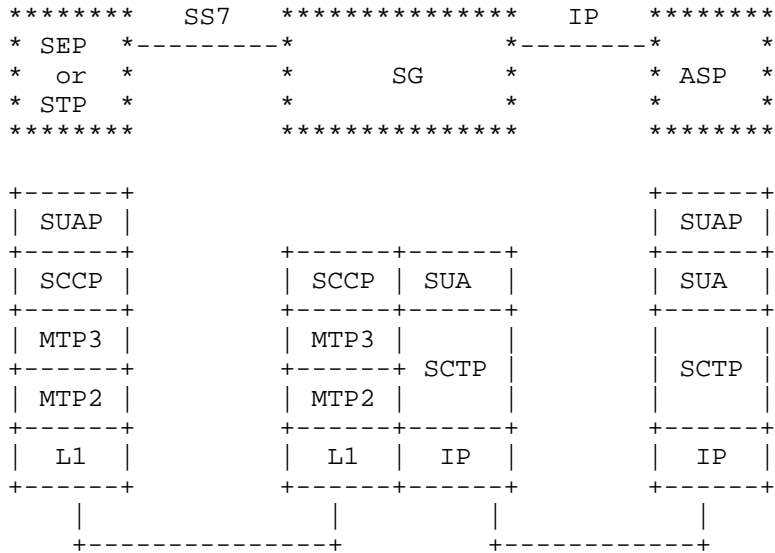 ********   SS7   ***************   IP   ********
* SEP  *---------*             *--------*      *
*  or  *         *      SG     *        * ASP  *
* STP  *         *             *        *      *
********         ***************        ********

+------+                                +------+
| SUAP |                                | SUAP |
+------+         +------+------+        +------+
| SCCP |         | SCCP | SUA  |        | SUA  |
+------+         +------+------+        +------+
| MTP3 |         | MTP3 |      |        |      |
+------+         +------+ SCTP |        | SCTP |
| MTP2 |         | MTP2 |      |        |      |
+------+         +------+------+        +------+
|  L1  |         |  L1  |  IP  |        |  IP  |
+------+         +------+------+        +------+
    |               |         |            |
    +---------------+         +------------+